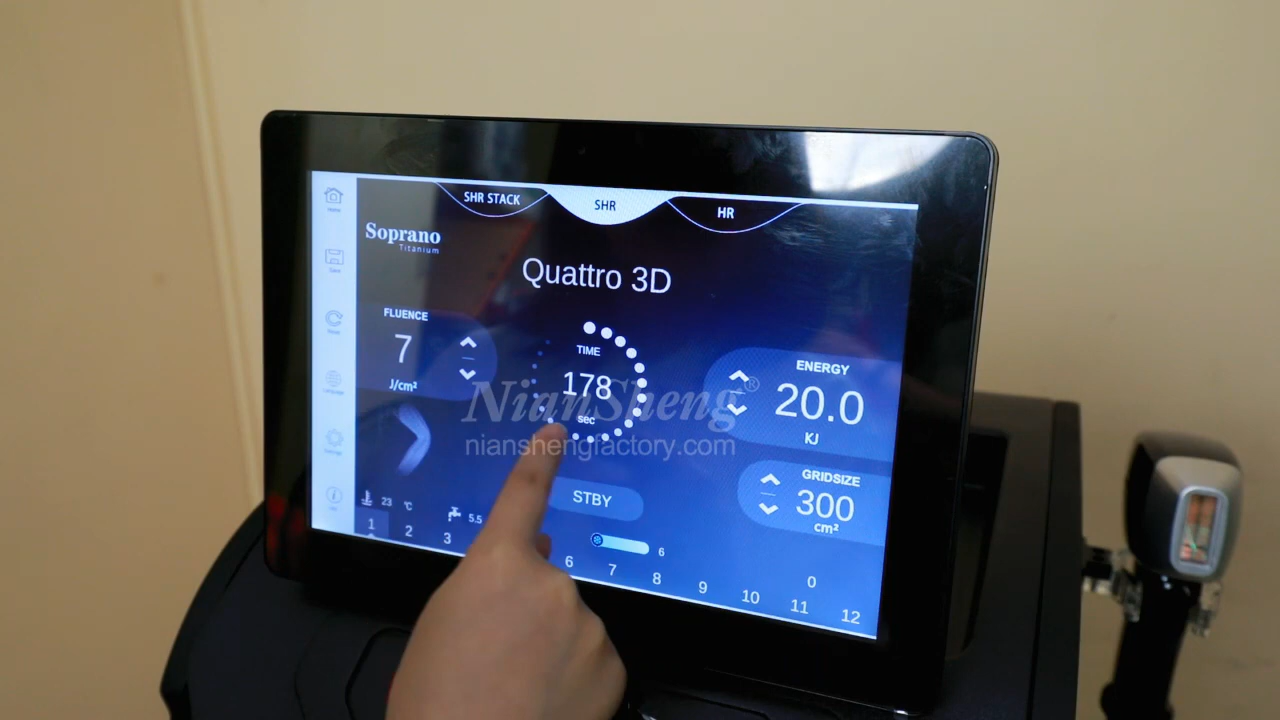 SHR STACK
SHR
HR
Home
Soprano
Titanium
Quattro 3D
FLUENCE
7
J/cm²
TIME
178
sec
ENERGY
20.0
KJ
GRIDSIZE
300
cm²
NianSheng®
nianshengfactory.com
STBY
23 °C
5.5
6
0
1 2 3 6 7 8 9 10 11 12